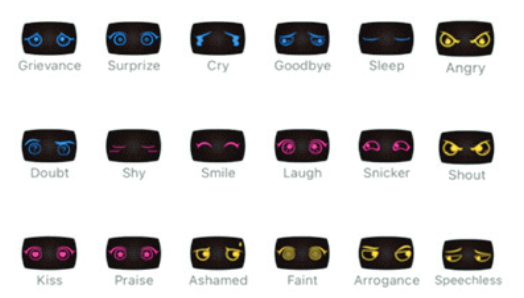 Grievance Surprize Cry Goodbye Sleep Angry
Doubt Shy Smile Laugh Snicker Shout
Kiss Praise Ashamed Faint Arrogance Speechless